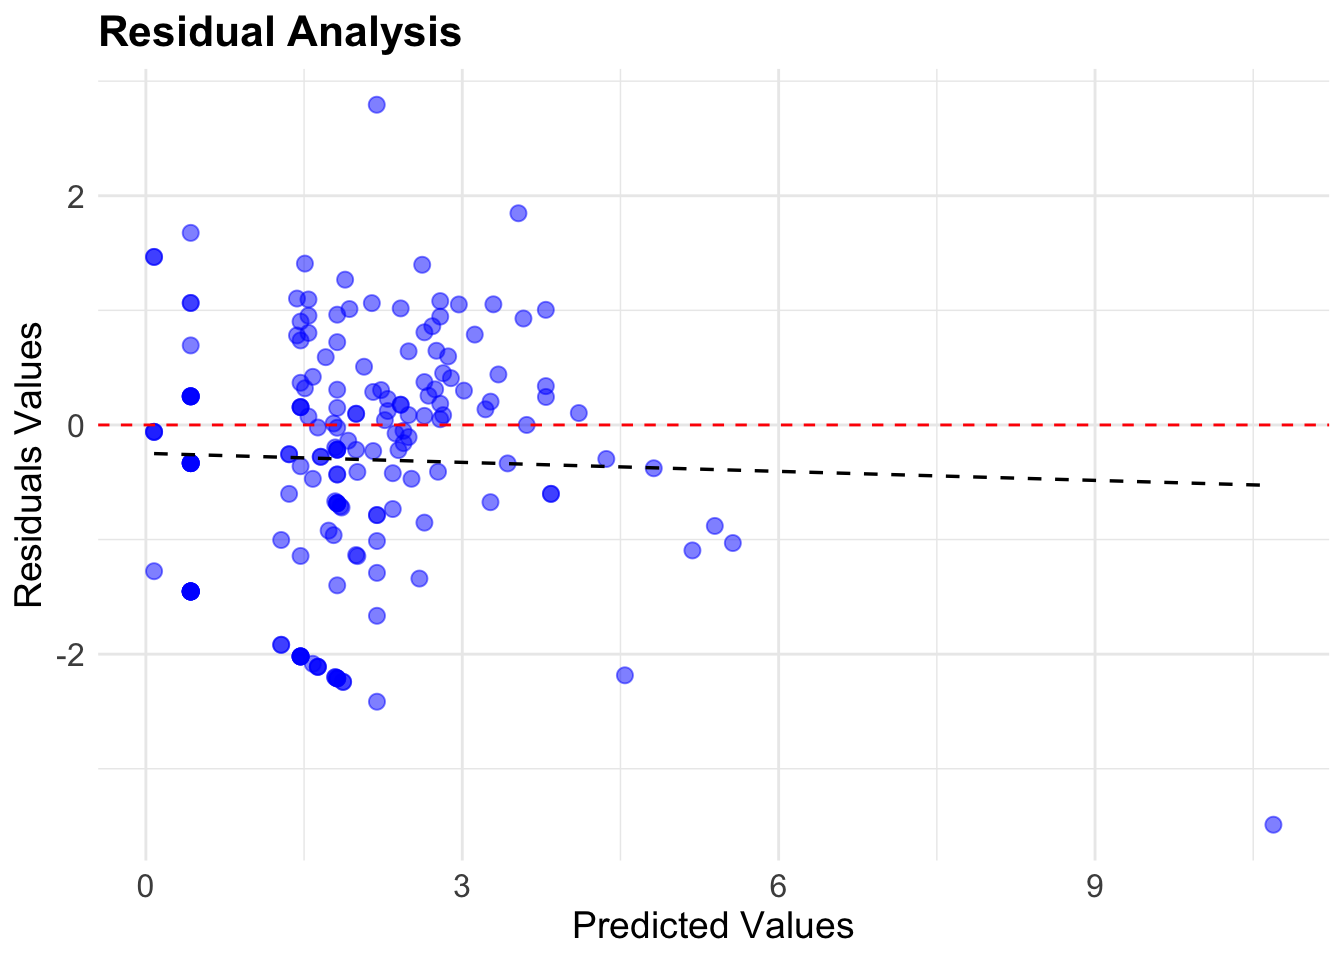 Residual Analysis
2
0
-2
Residuals Values
0 3 6 9
Predicted Values